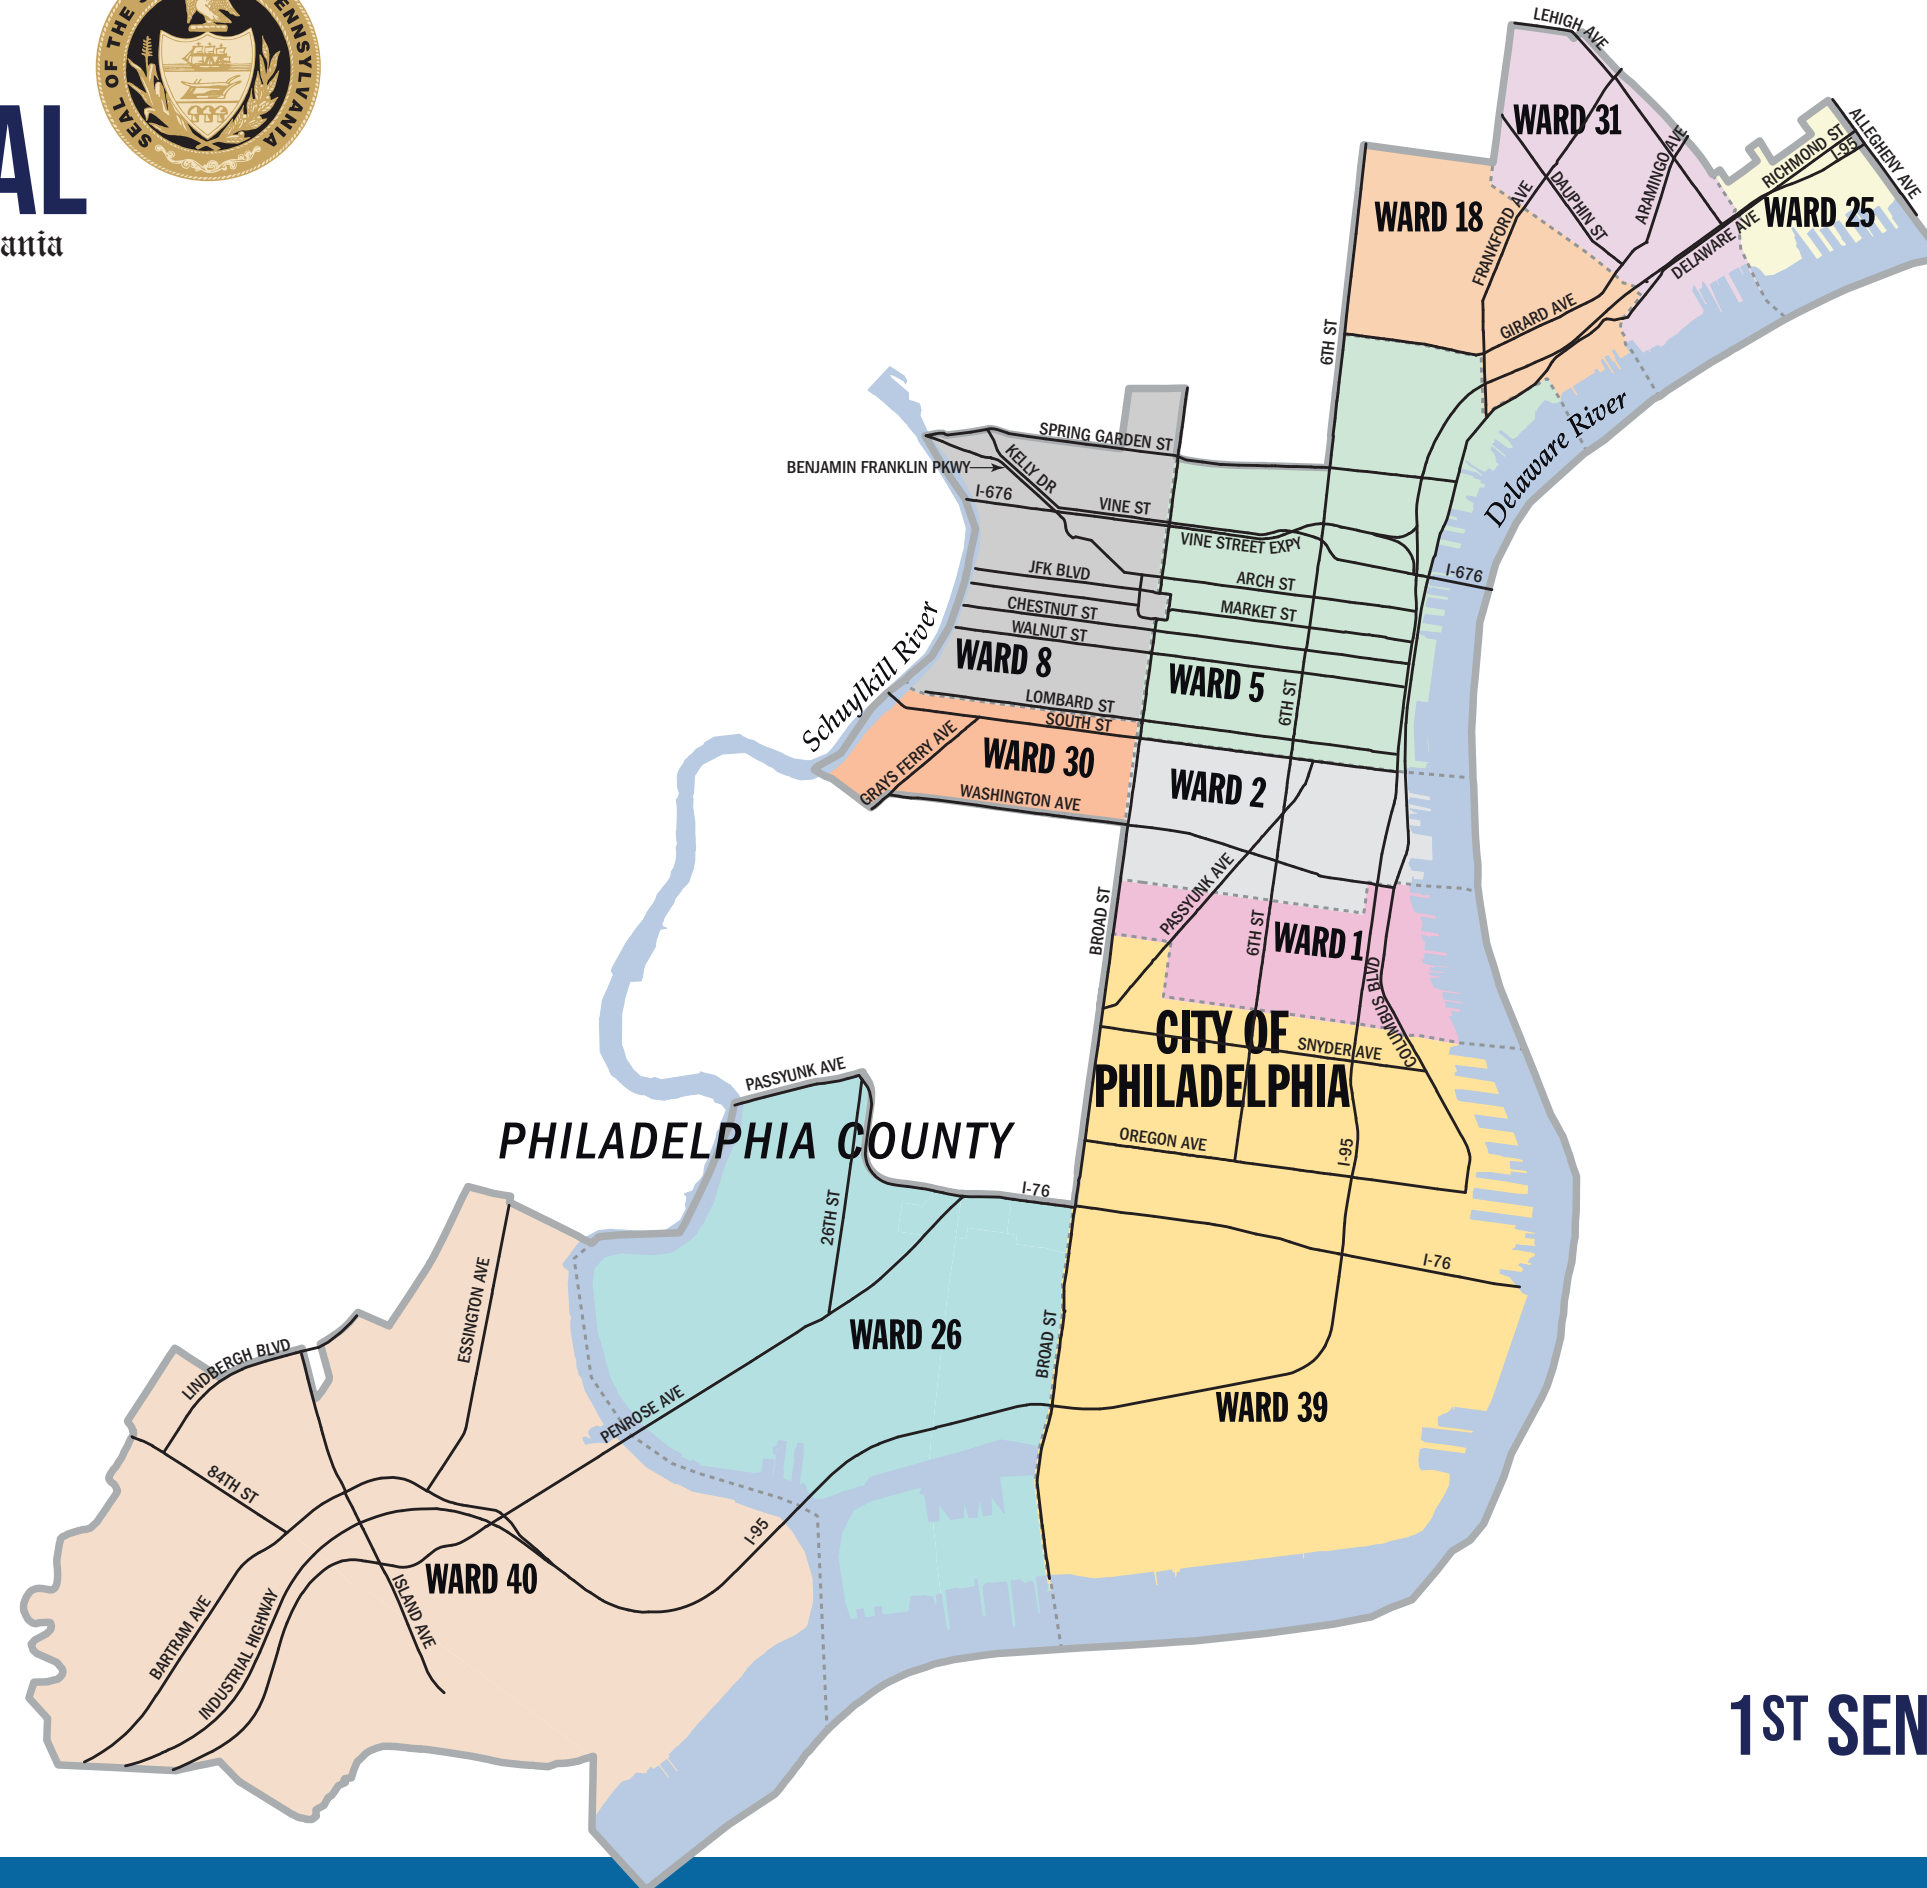 SEAL OF THE
ENNSYLVANIA
AL
ania
LEHIGH AVE
WARD 31
ALLEGHENY AVE
RICHMOND ST
I-95
ARAMINGO AVE
WARD 25
WARD 18
FRANKFORD AVE
DAUPHIN ST
DELAWARE AVE
GIRARD AVE
6TH ST
Delaware River
SPRING GARDEN ST
BENJAMIN FRANKLIN PKWY
KELLY DR
I-676
VINE ST
VINE STREET EXPY
I-676
JFK BLVD
ARCH ST
CHESTNUT ST
MARKET ST
WALNUT ST
WARD 8
WARD 5
Schuylkill River
LOMBARD ST
6TH ST
SOUTH ST
GRAYS FERRY AVE
WARD 30
WARD 2
WASHINGTON AVE
PASSYUNK AVE
BROAD ST
6TH ST
WARD 1
COLUMBUS BLVD
CITY OF
PHILADELPHIA
SNYDER AVE
PASSYUNK AVE
PHILADELPHIA COUNTY
OREGON AVE
I-95
I-76
26TH ST
I-76
ESSINGTON AVE
WARD 26
BROAD ST
LINDBERGH BLVD
PENROSE AVE
WARD 39
84TH ST
I-95
WARD 40
ISLAND AVE
BARTRAM AVE
INDUSTRIAL HIGHWAY
1ST SEN